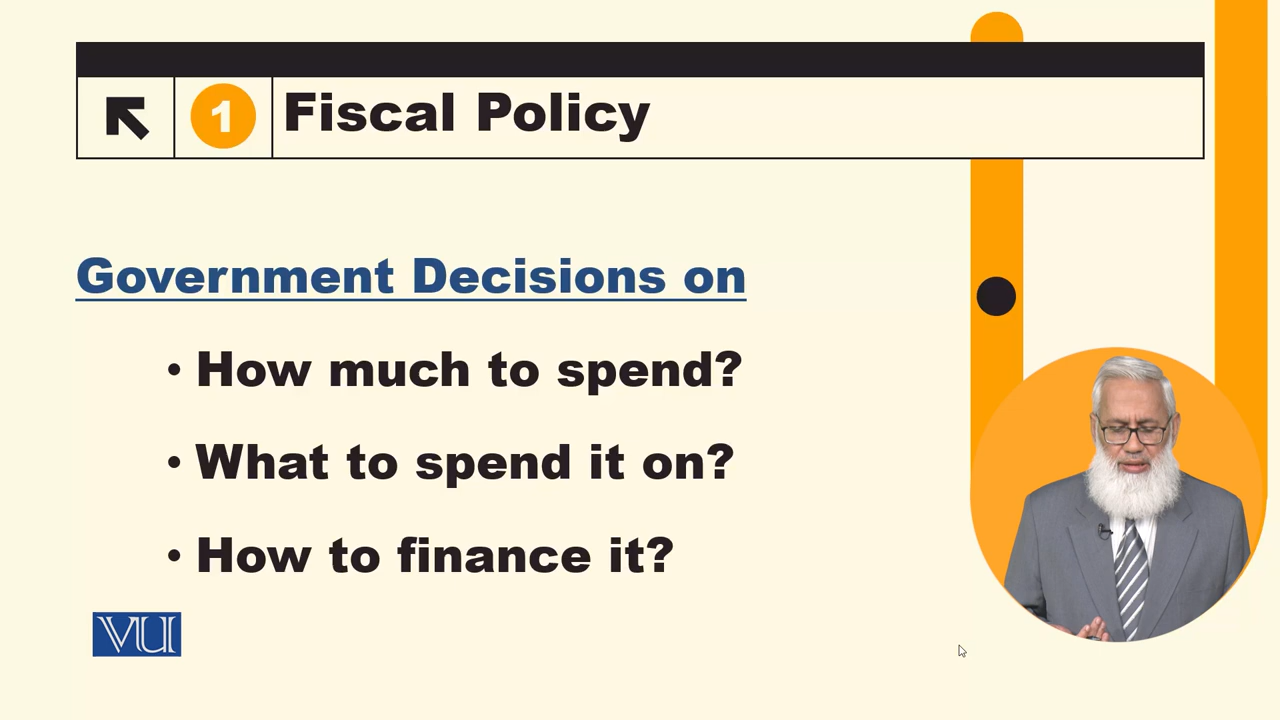 1 Fiscal Policy
Government Decisions on
• How much to spend?
• What to spend it on?
• How to finance it?
VU